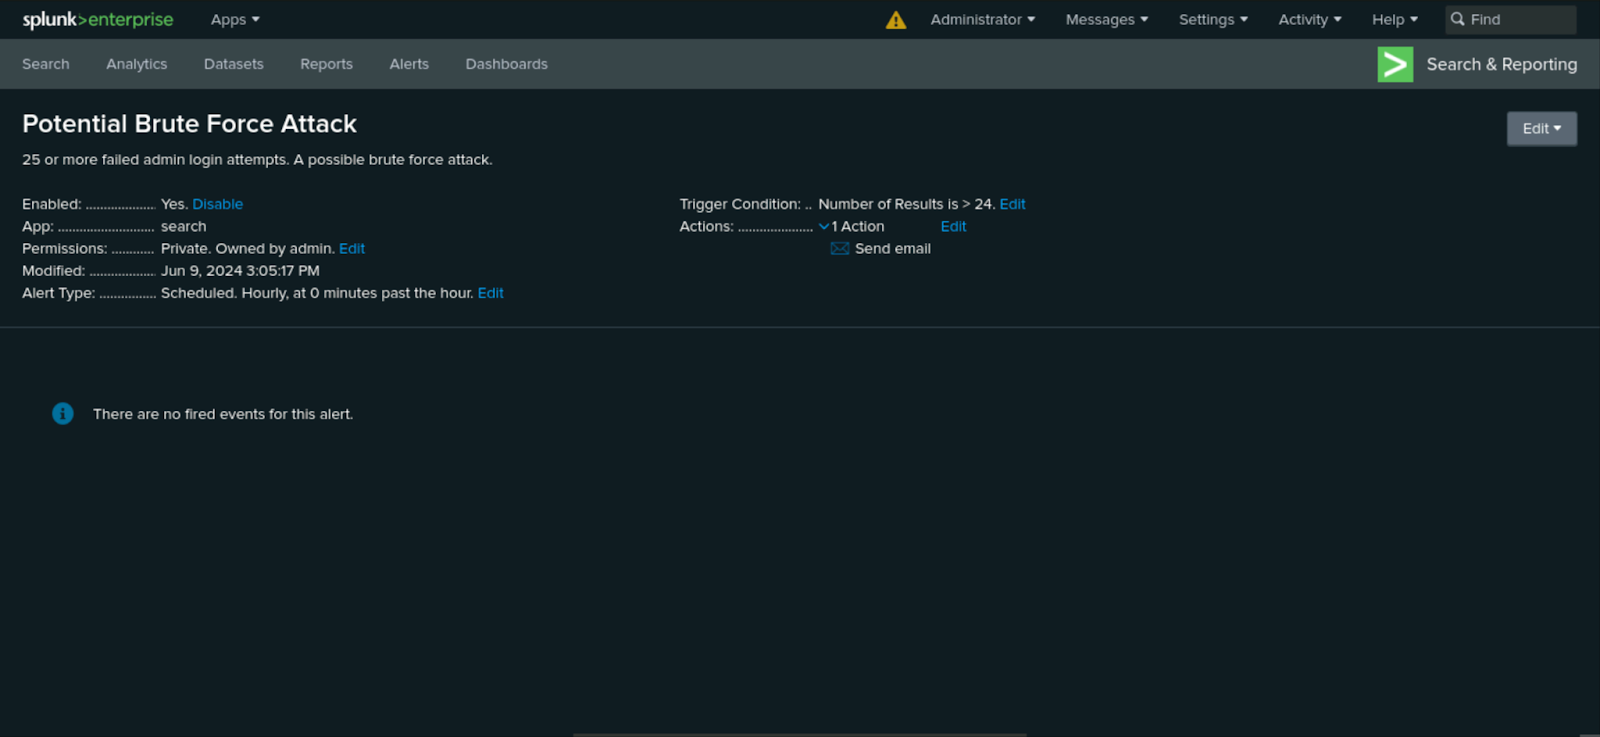 splunk>enterprise Apps Administrator Messages Settings Activity Help Find
Search Analytics Datasets Reports Alerts Dashboards Search & Reporting
Potential Brute Force Attack Edit
25 or more failed admin login attempts. A possible brute force attack.
Enabled: .................... Yes. Disable
App: ........................... search
Permissions: ............ Private. Owned by admin. Edit
Modified: ................... Jun 9, 2024 3:05:17 PM
Alert Type: ................ Scheduled. Hourly, at 0 minutes past the hour. Edit
Trigger Condition: .. Number of Results is > 24. Edit
Actions: ..................... 1 Action Edit
Send email
There are no fired events for this alert.